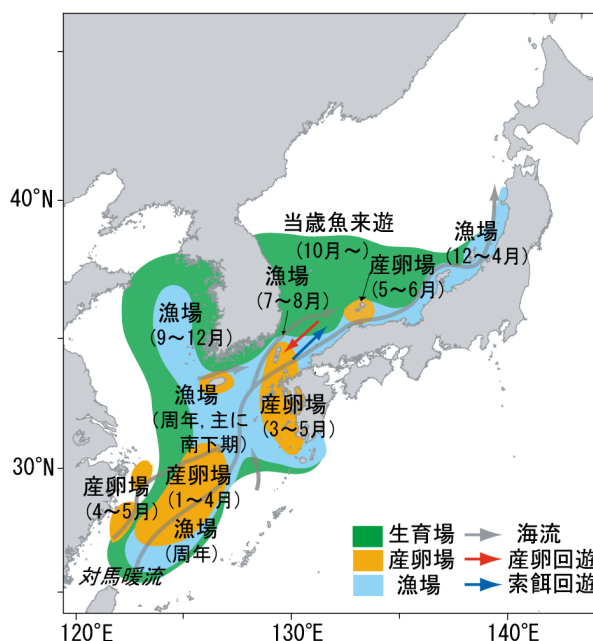 40°N
30°N
120°E
130°E
140°E
当歳魚来遊
(10月～)
漁場
(12～4月)
漁場
(7～8月)
産卵場
(5～6月)
漁場
(9～12月)
漁場
(周年,主に
南下期)
産卵場
(3～5月)
産卵場
(1～4月)
産卵場
(4～5月)
漁場
(周年)
対馬暖流
生育場
海流
産卵場
産卵回遊
漁場
索餌回遊